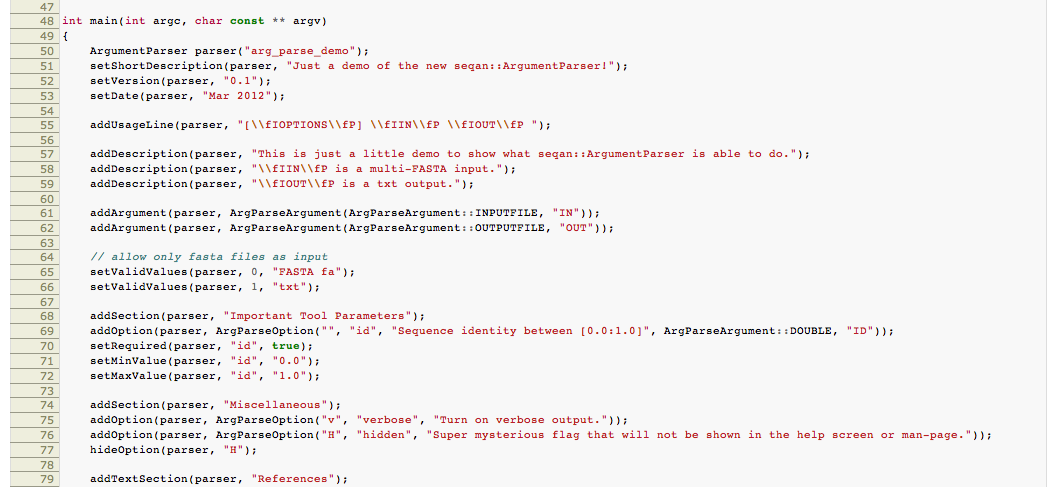 47
48 int main(int argc, char const ** argv)
49 {
50     ArgumentParser parser("arg_parse_demo");
51     setShortDescription(parser, "Just a demo of the new seqan::ArgumentParser!");
52     setVersion(parser, "0.1");
53     setDate(parser, "Mar 2012");
54
55     addUsageLine(parser, "[\\fIOPTIONS\\fP] \\fIIN\\fP \\fIOUT\\fP ");
56
57     addDescription(parser, "This is just a little demo to show what seqan::ArgumentParser is able to do.");
58     addDescription(parser, "\\fIIN\\fP is a multi-FASTA input.");
59     addDescription(parser, "\\fIOUT\\fP is a txt output.");
60
61     addArgument(parser, ArgParseArgument(ArgParseArgument::INPUTFILE, "IN"));
62     addArgument(parser, ArgParseArgument(ArgParseArgument::OUTPUTFILE, "OUT"));
63
64     // allow only fasta files as input
65     setValidValues(parser, 0, "FASTA fa");
66     setValidValues(parser, 1, "txt");
67
68     addSection(parser, "Important Tool Parameters");
69     addOption(parser, ArgParseOption("", "id", "Sequence identity between [0.0:1.0]", ArgParseArgument::DOUBLE, "ID"));
70     setRequired(parser, "id", true);
71     setMinValue(parser, "id", "0.0");
72     setMaxValue(parser, "id", "1.0");
73
74     addSection(parser, "Miscellaneous");
75     addOption(parser, ArgParseOption("v", "verbose", "Turn on verbose output."));
76     addOption(parser, ArgParseOption("H", "hidden", "Super mysterious flag that will not be shown in the help screen or man-page."));
77     hideOption(parser, "H");
78
79     addTextSection(parser, "References");